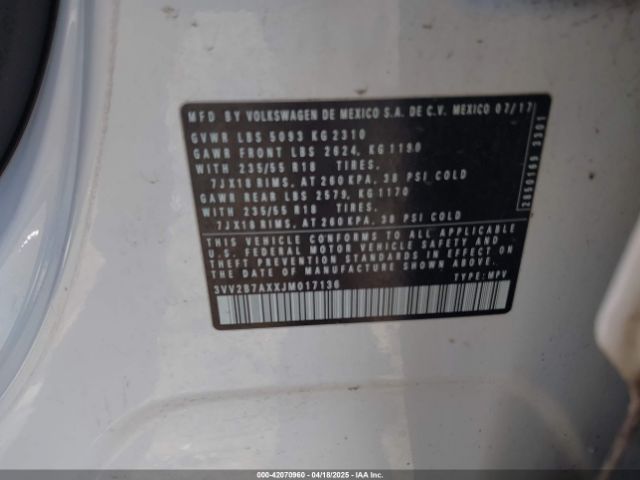 MFD BY VOLKSWAGEN DE MEXICO S.A. DE C.V. MEXICO 07/17
GVWR LBS 5093 KG 2310
GAWR FRONT LBS 2624, KG 1190
WITH 235/55 R18 TIRES,
7JX18 RIMS, AT 260 KPA, 38 PSI COLD
GAWR REAR LBS 2579, KG 1170
WITH 235/55 R18 TIRES,
7JX18 RIMS, AT 260 KPA, 38 PSI COLD
THIS VEHICLE CONFORMS TO ALL APPLICABLE
U.S. FEDERAL MOTOR VEHICLE SAFETY AND
THEFT PREVENTION STANDARDS IN EFFECT ON
THE DATE OF MANUFACTURE SHOWN ABOVE.
3VV2B7AXXJM017136 TYPE: MPV
2650169 3301
000-42070960 - 04/18/2025 - IAAI.com